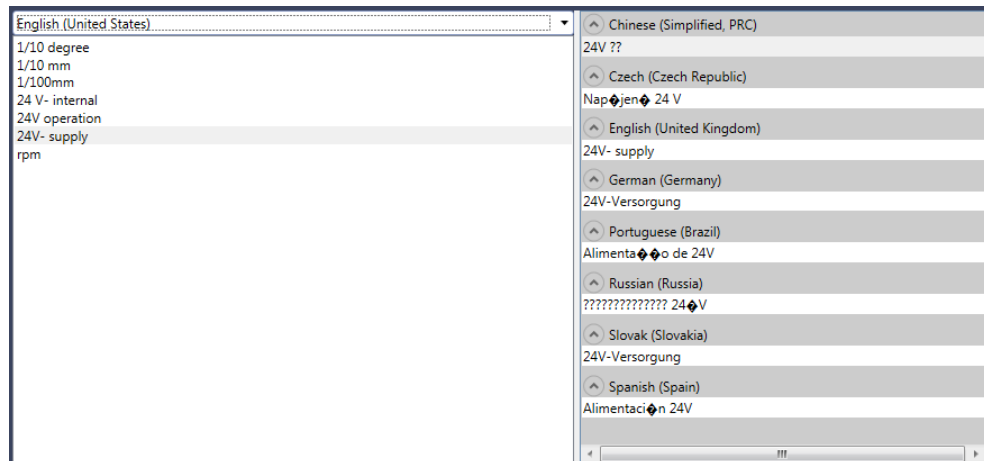 English (United States)
1/10 degree
1/10 mm
1/100mm
24 V- internal
24V operation
24V- supply
rpm
Chinese (Simplified, PRC)
24V ??
Czech (Czech Republic)
Nap�jen� 24 V
English (United Kingdom)
24V- supply
German (Germany)
24V-Versorgung
Portuguese (Brazil)
Alimenta��o de 24V
Russian (Russia)
?????????????? 24�V
Slovak (Slovakia)
24V-Versorgung
Spanish (Spain)
Alimentaci�n 24V